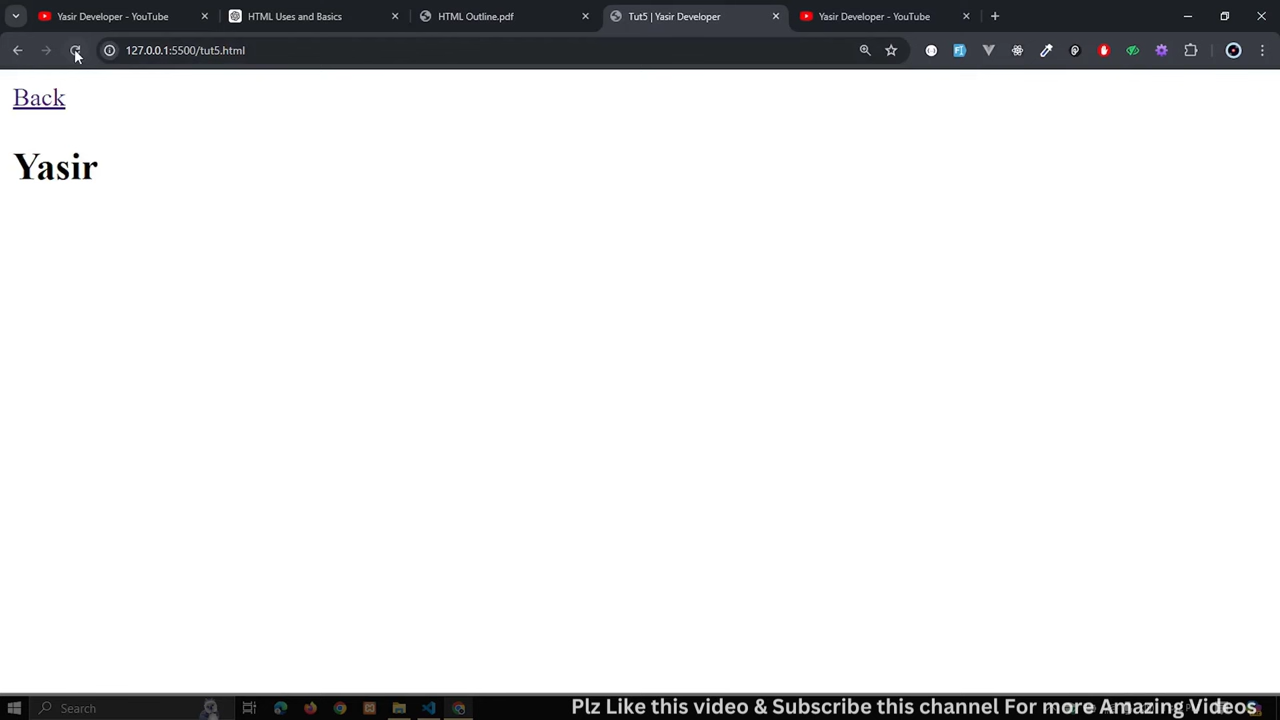 Yasir Developer - YouTube
HTML Uses and Basics
HTML Outline.pdf
Tut5 | Yasir Developer
Yasir Developer - YouTube
127.0.0.1:5500/tut5.html
Back
Yasir
Search
Plz Like this video & Subscribe this channel For more Amazing Videos